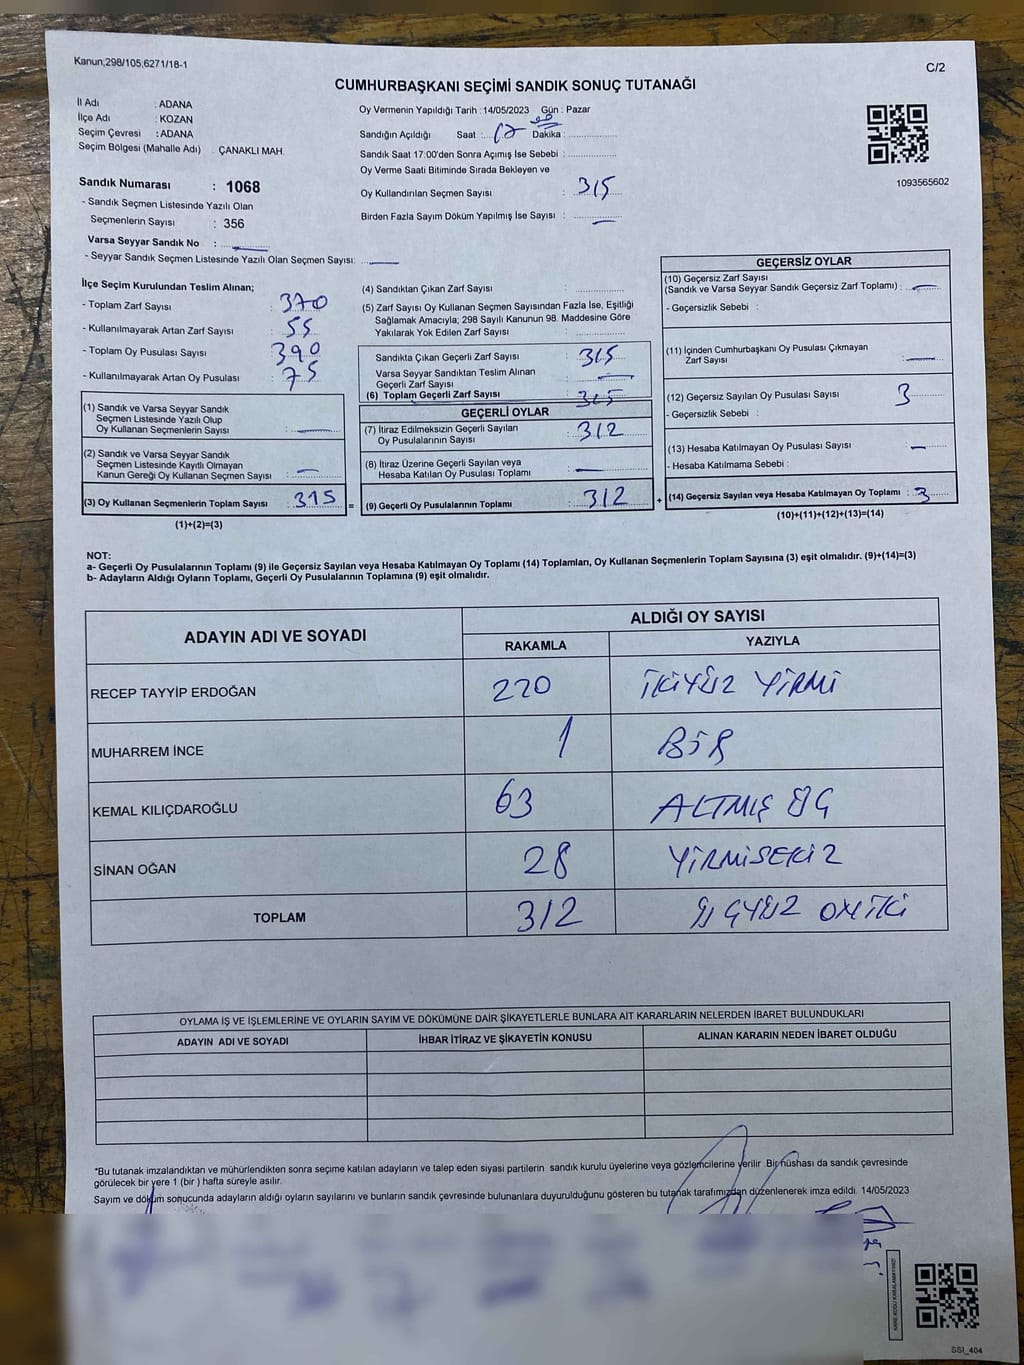 Kanun;298/105,6271/18-1
C/2
CUMHURBAŞKANI SEÇİMİ SANDIK SONUÇ TUTANAĞI
İl Adı : ADANA
İlçe Adı : KOZAN
Seçim Çevresi : ADANA
Seçim Bölgesi (Mahalle Adı) . ÇANAKLI MAH.
Sandık Numarası : 1068
- Sandık Seçmen Listesinde Yazılı Olan
Seçmenlerin Sayısı : 356
Varsa Seyyar Sandık No :
- Seyyar Sandık Seçmen Listesinde Yazılı Olan Seçmen Sayısı:
Oy Vermenin Yapıldığı Tarih : 14/05/2023 Gün : Pazar
Sandığın Açıldığı Saat : 17 Dakika :
Sandık Saat 17:00'den Sonra Açımış İse Sebebi :
Oy Verme Saati Bitiminde Sırada Bekleyen ve
Oy Kullandırılan Seçmen Sayısı : 315
Birden Fazla Sayım Döküm Yapılmış İse Sayısı :
1093565602
İlçe Seçim Kurulundan Teslim Alınan;
- Toplam Zarf Sayısı : 370
- Kullanılmayarak Artan Zarf Sayısı : 55
- Toplam Oy Pusulası Sayısı : 390
- Kullanılmayarak Artan Oy Pusulası : 75
(1) Sandık ve Varsa Seyyar Sandık
Seçmen Listesinde Yazılı Olup
Oy Kullanan Seçmenlerin Sayısı :
(2) Sandık ve Varsa Seyyar Sandık
Seçmen Listesinde Kayıtlı Olmayan
Kanun Gereği Oy Kullanan Seçmen Sayısı :
(3) Oy Kullanan Seçmenlerin Toplam Sayısı : 315
(1)+(2)=(3)
=
(4) Sandıktan Çıkan Zarf Sayısı :
(5) Zarf Sayısı Oy Kullanan Seçmen Sayısından Fazla İse, Eşitliği
Sağlamak Amacıyla; 298 Sayılı Kanunun 98. Maddesine Göre
Yakılarak Yok Edilen Zarf Sayısı :
Sandıkta Çıkan Geçerli Zarf Sayısı : 315
Varsa Seyyar Sandıktan Teslim Alınan
Geçerli Zarf Sayısı :
(6) Toplam Geçerli Zarf Sayısı : 315
GEÇERLİ OYLAR
(7) İtiraz Edilmeksizin Geçerli Sayılan
Oy Pusulalarının Sayısı : 312
(8) İtiraz Üzerine Geçerli Sayılan veya
Hesaba Katılan Oy Pusulası Toplamı :
(9) Geçerli Oy Pusulalarının Toplamı : 312
+
GEÇERSİZ OYLAR
(10) Geçersiz Zarf Sayısı
(Sandık ve Varsa Seyyar Sandık Geçersiz Zarf Toplamı) :
- Geçersizlik Sebebi :
(11) İçinden Cumhurbaşkanı Oy Pusulası Çıkmayan
Zarf Sayısı :
(12) Geçersiz Sayılan Oy Pusulası Sayısı : 3
- Geçersizlik Sebebi :
(13) Hesaba Katılmayan Oy Pusulası Sayısı :
- Hesaba Katılmama Sebebi :
(14) Geçersiz Sayılan veya Hesaba Katılmayan Oy Toplamı : 3
(10)+(11)+(12)+(13)=(14)
NOT:
a- Geçerli Oy Pusulalarının Toplamı (9) ile Geçersiz Sayılan veya Hesaba Katılmayan Oy Toplamı (14) Toplamları, Oy Kullanan Seçmenlerin Toplam Sayısına (3) eşit olmalıdır. (9)+(14)=(3)
b- Adayların Aldığı Oyların Toplamı, Geçerli Oy Pusulalarının Toplamına (9) eşit olmalıdır.
ADAYIN ADI VE SOYADI
ALDIĞI OY SAYISI
RAKAMLA YAZIYLA
RECEP TAYYİP ERDOĞAN 220 İKİYÜZ YİRMİ
MUHARREM İNCE 1 BİR
KEMAL KILIÇDAROĞLU 63 ALTMIŞ ÜÇ
SİNAN OĞAN 28 YİRMİSEKİZ
TOPLAM 312 ÜÇYÜZ ONİKİ
OYLAMA İŞ VE İŞLEMLERİNE VE OYLARIN SAYIM VE DÖKÜMÜNE DAİR ŞİKAYETLERLE BUNLARA AİT KARARLARIN NELERDEN İBARET BULUNDUKLARI
ADAYIN ADI VE SOYADI İHBAR İTİRAZ VE ŞİKAYETİN KONUSU ALINAN KARARIN NEDEN İBARET OLDUĞU
*Bu tutanak imzalandıktan ve mühürlendikten sonra seçime katılan adayların ve talep eden siyasi partilerin sandık kurulu üyelerine veya gözlemcilerine verilir .Bir nüshası da sandık çevresinde
görülecek bir yere 1 (bir ) hafta süreyle asılır.
Sayım ve döküm sonucunda adayların aldığı oyların sayılarını ve bunların sandık çevresinde bulunanlara duyurulduğunu gösteren bu tutanak tarafımızdan düzenlenerek imza edildi. 14/05/2023
SSI_404